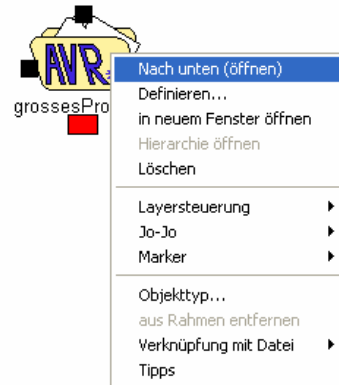 AVR
Nach unten (öffnen)
grossesPro
Definieren...
in neuem Fenster öffnen
Hierarchie öffnen
Löschen
Layersteuerung
Jo-Jo
Marker
Objekttyp...
aus Rahmen entfernen
Verknüpfung mit Datei
Tipps